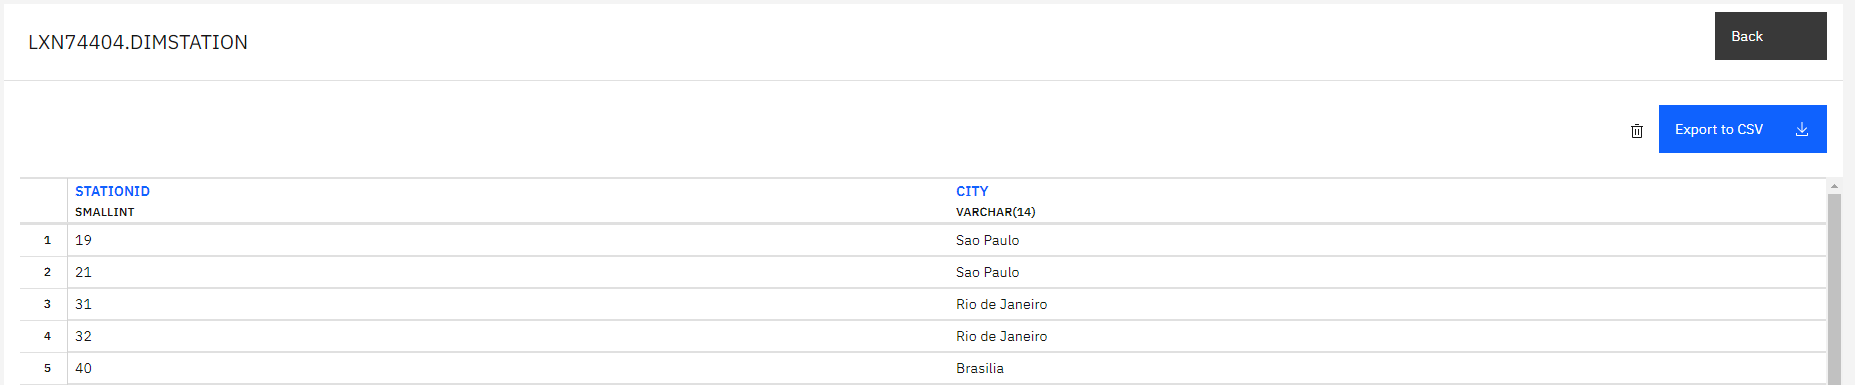 LXN74404.DIMSTATION
Back
Export to CSV
STATIONID CITY
SMALLINT VARCHAR(14)
1 19 Sao Paulo
2 21 Sao Paulo
3 31 Rio de Janeiro
4 32 Rio de Janeiro
5 40 Brasilia